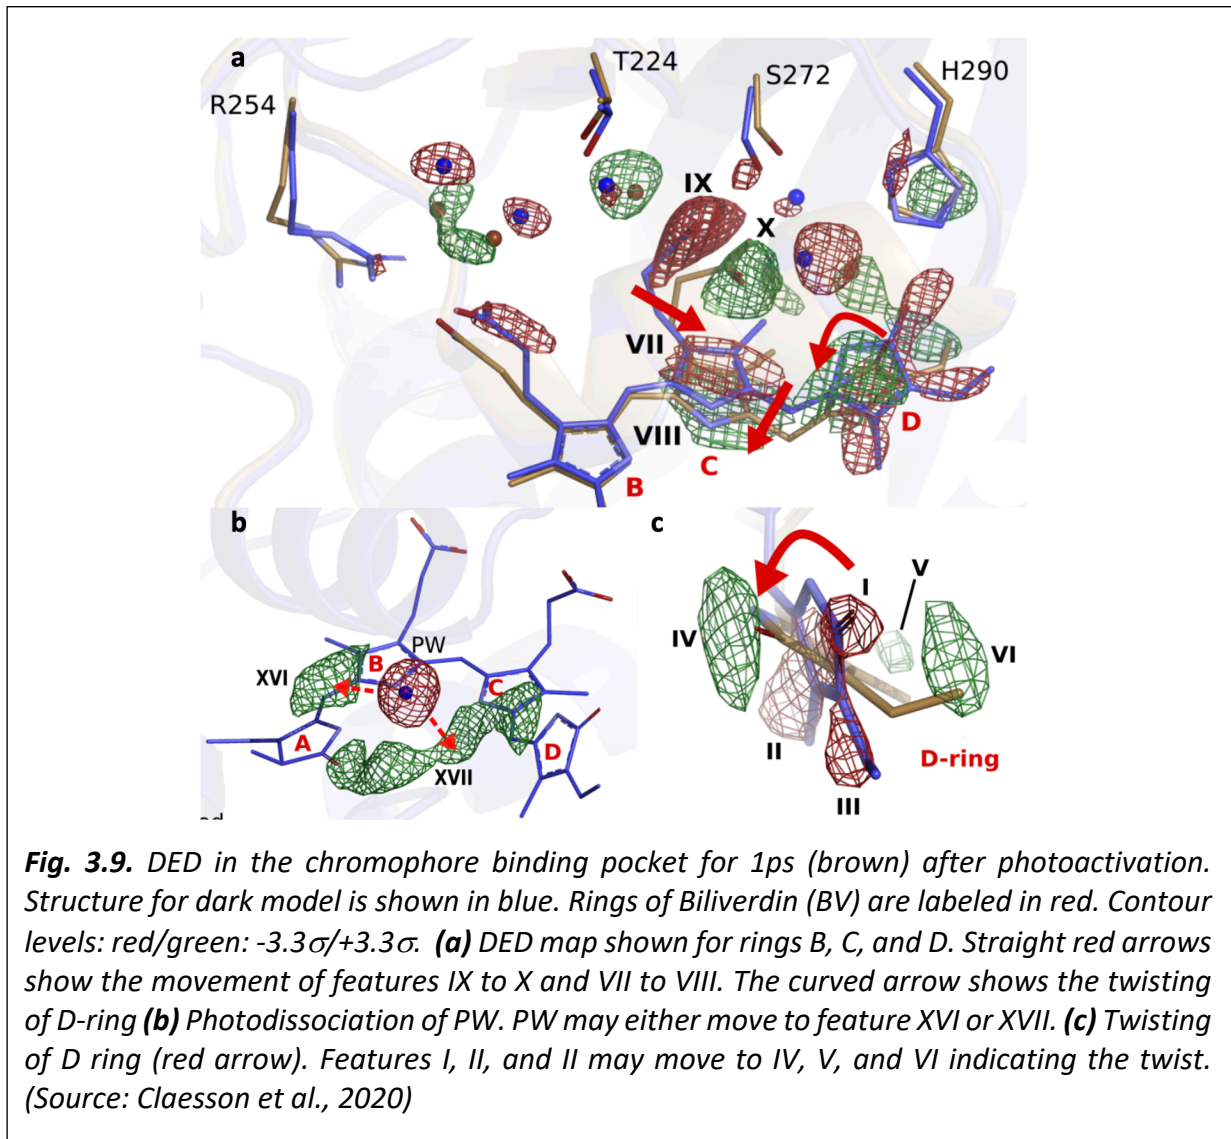 a
R254
T224
S272
H290
IX
X
VII
VIII
B
C
D
b
c
PW
XVI
B
C
A
D
XVII
I
V
IV
VI
II
III
D-ring
Fig. 3.9. DED in the chromophore binding pocket for 1ps (brown) after photoactivation.
Structure for dark model is shown in blue. Rings of Biliverdin (BV) are labeled in red. Contour
levels: red/green: -3.3σ/+3.3σ. (a) DED map shown for rings B, C, and D. Straight red arrows
show the movement of features IX to X and VII to VIII. The curved arrow shows the twisting
of D-ring (b) Photodissociation of PW. PW may either move to feature XVI or XVII. (c) Twisting
of D ring (red arrow). Features I, II, and II may move to IV, V, and VI indicating the twist.
(Source: Claesson et al., 2020)